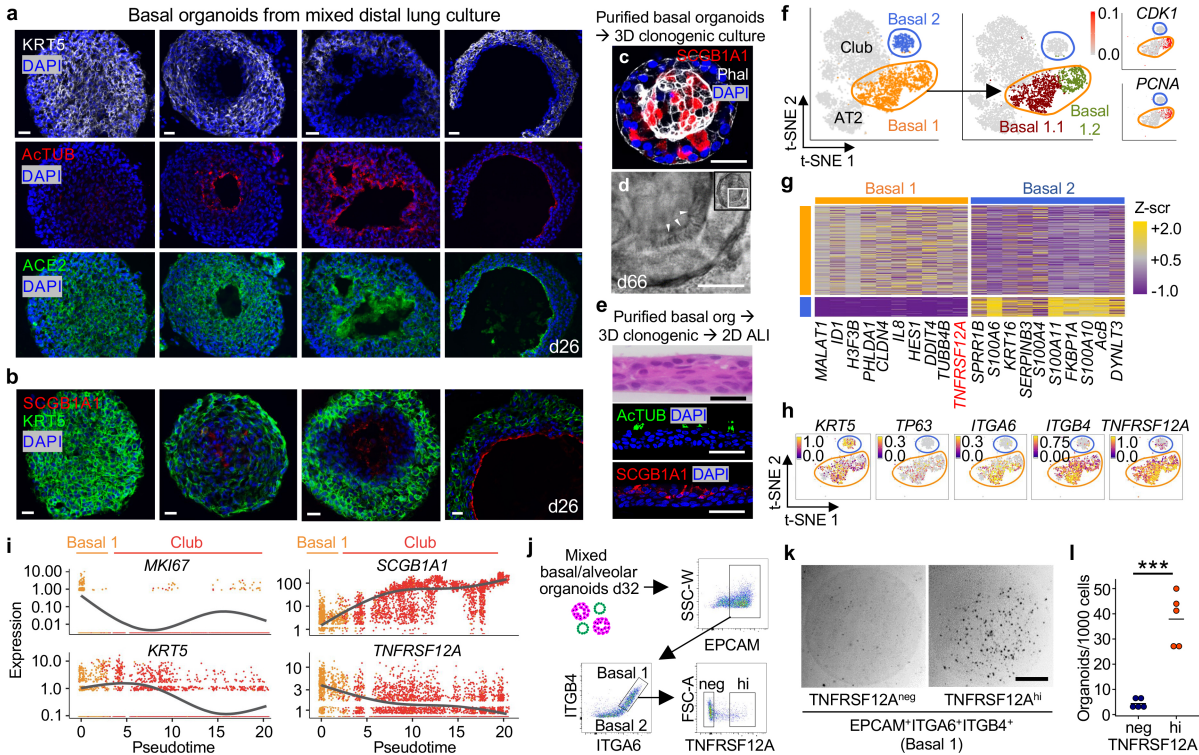 a
Basal organoids from mixed distal lung culture
KRT5
DAPI
AcTUB
DAPI
ACE2
DAPI
d26
b
SCGB1A1
KRT5
DAPI
d26
Purified basal organoids
→ 3D clonogenic culture
c
SCGB1A1
Phal
DAPI
d
d66
e
Purified basal org →
3D clonogenic → 2D ALI
AcTUB DAPI
SCGB1A1 DAPI
f
Basal 2
Club
AT2
Basal 1
t-SNE 2
t-SNE 1
Basal 1.1
Basal
1.2
0.1
0.0
CDK1
PCNA
g
Basal 1
Basal 2
Z-scr
+2.0
+0.5
-1.0
MALAT1
ID1
H3F3B
PHLDA1
CLDN4
IL8
HES1
DDIT4
TUBB4B
TNFRSF12A
SPRR1B
S100A6
KRT16
SERPINB3
S100A4
S100A11
FKBP1A
S100A10
AcB
DYNLT3
h
KRT5
TP63
ITGA6
ITGB4
TNFRSF12A
1.0
0.0
0.3
0.0
0.3
0.0
0.75
0.00
1.0
0.0
t-SNE 2
t-SNE 1
i
Basal 1
Club
Basal 1
Club
MKI67
SCGB1A1
Expression
10.00
1.00
0.10
0.01
100
10
1
KRT5
TNFRSF12A
10.0
1.0
0.1
10
3
1
0 5 10 15 20
0 5 10 15 20
Pseudotime
Pseudotime
j
Mixed
basal/alveolar
organoids d32
SSC-W
EPCAM
ITGB4
Basal 1
Basal 2
ITGA6
FSC-A
neg
hi
TNFRSF12A
k
TNFRSF12Aneg
TNFRSF12Ahi
EPCAM+ITGA6+ITGB4+
(Basal 1)
l
***
Organoids/1000 cells
50
40
30
20
10
0
neg
hi
TNFRSF12A